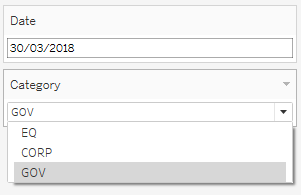 Date
30/03/2018
Category
GOV
EQ
CORP
GOV